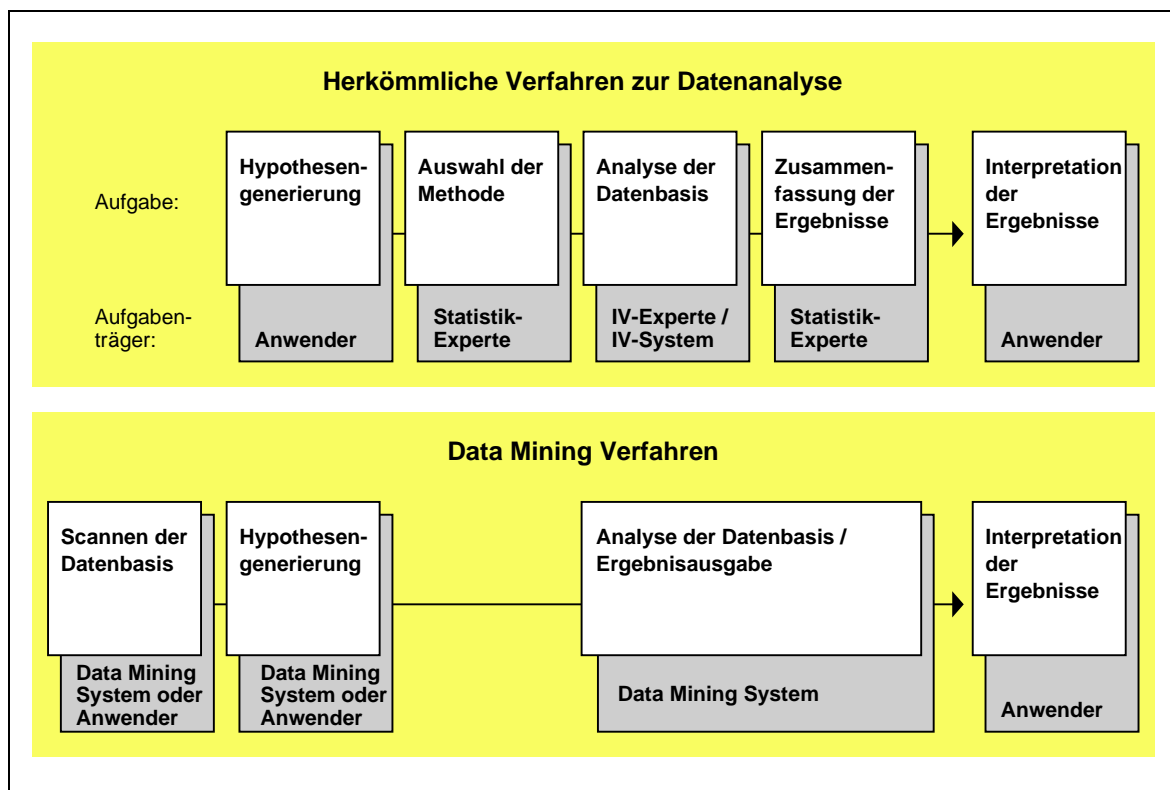 Herkömmliche Verfahren zur Datenanalyse
Aufgabe:
Hypothesen-
generierung
Auswahl der
Methode
Analyse der
Datenbasis
Zusammen-
fassung der
Ergebnisse
Interpretation
der
Ergebnisse
Aufgaben-
träger:
Anwender
Statistik-
Experte
IV-Experte /
IV-System
Statistik-
Experte
Anwender
Data Mining Verfahren
Scannen der
Datenbasis
Hypothesen-
generierung
Analyse der Datenbasis /
Ergebnisausgabe
Interpretation
der
Ergebnisse
Data Mining
System oder
Anwender
Data Mining
System oder
Anwender
Data Mining System
Anwender